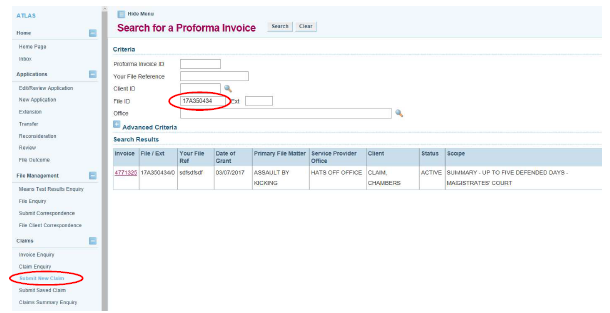 ATLAS
Home
Home Page
Inbox
Applications
Edit/Review Application
New Application
Extension
Transfer
Reconsideration
Review
File Outcome
File Management
Means Test Results Enquiry
File Enquiry
Submit Correspondence
File Client Correspondence
Claims
Invoice Enquiry
Claim Enquiry
Submit New Claim
Submit Saved Claim
Claims Summary Enquiry
Hide Menu
Search for a Proforma Invoice Search Clear
Criteria
Proforma Invoice ID
Your File Reference
Client ID
File ID 17A350434 Ext
Office
Advanced Criteria
Search Results
Invoice File / Ext Your File Ref Date of Grant Primary File Matter Service Provider Office Client Status Scope
4771325 17A350434/0 sdfsdfsdf 03/07/2017 ASSAULT BY KICKING HATS OFF OFFICE CLAIM, CHAMBERS ACTIVE SUMMARY - UP TO FIVE DEFENDED DAYS - MAGISTRATES' COURT